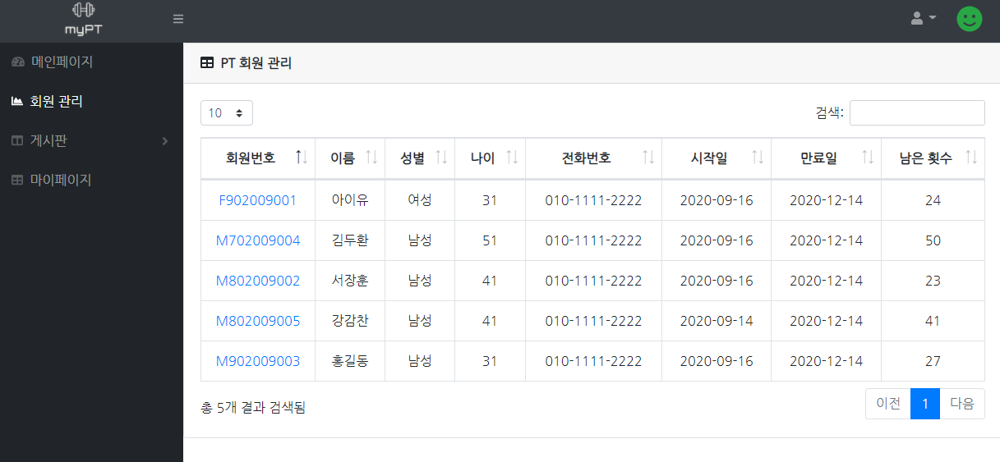 myPT
메인페이지
회원 관리
게시판
마이페이지
PT 회원 관리
10 검색:
회원번호 이름 성별 나이 전화번호 시작일 만료일 남은 횟수
F902009001 아이유 여성 31 010-1111-2222 2020-09-16 2020-12-14 24
M702009004 김두환 남성 51 010-1111-2222 2020-09-16 2020-12-14 50
M802009002 서장훈 남성 41 010-1111-2222 2020-09-16 2020-12-14 23
M802009005 강감찬 남성 41 010-1111-2222 2020-09-14 2020-12-14 41
M902009003 홍길동 남성 31 010-1111-2222 2020-09-16 2020-12-14 27
총 5개 결과 검색됨
이전 1 다음